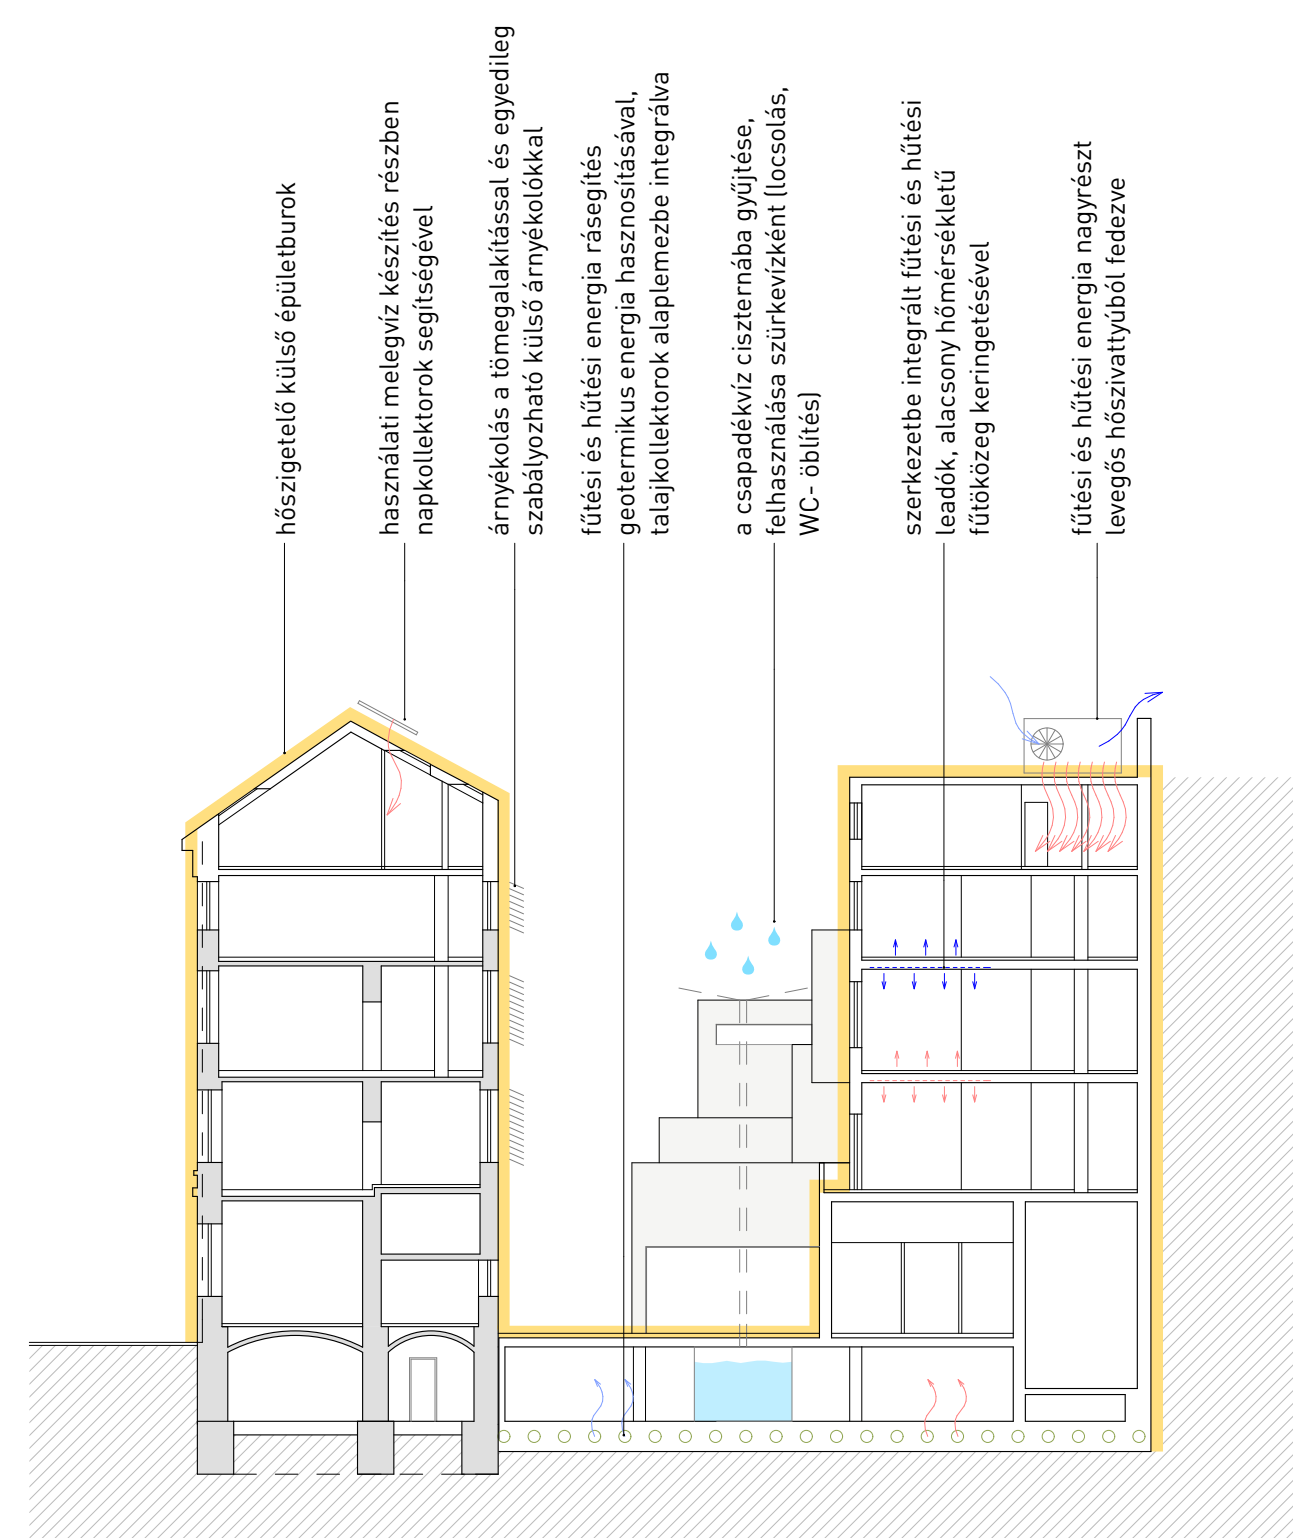 hőszigetelő külső épületburok
használati melegvíz készítés részben
napkollektorok segítségével
árnyékolás a tömegalakítással és egyedileg
szabályozható külső árnyékolókkal
fűtési és hűtési energia rásegítés
geotermikus energia hasznosításával,
talajkollektorok alaplemezbe integrálva
a csapadékvíz ciszternába gyűjtése,
felhasználása szürkevízként (locsolás,
WC- öblítés)
szerkezetbe integrált fűtési és hűtési
leadók, alacsony hőmérsékletű
fűtőközeg keringetésével
fűtési és hűtési energia nagyrészt
levegős hőszivattyúból fedezve